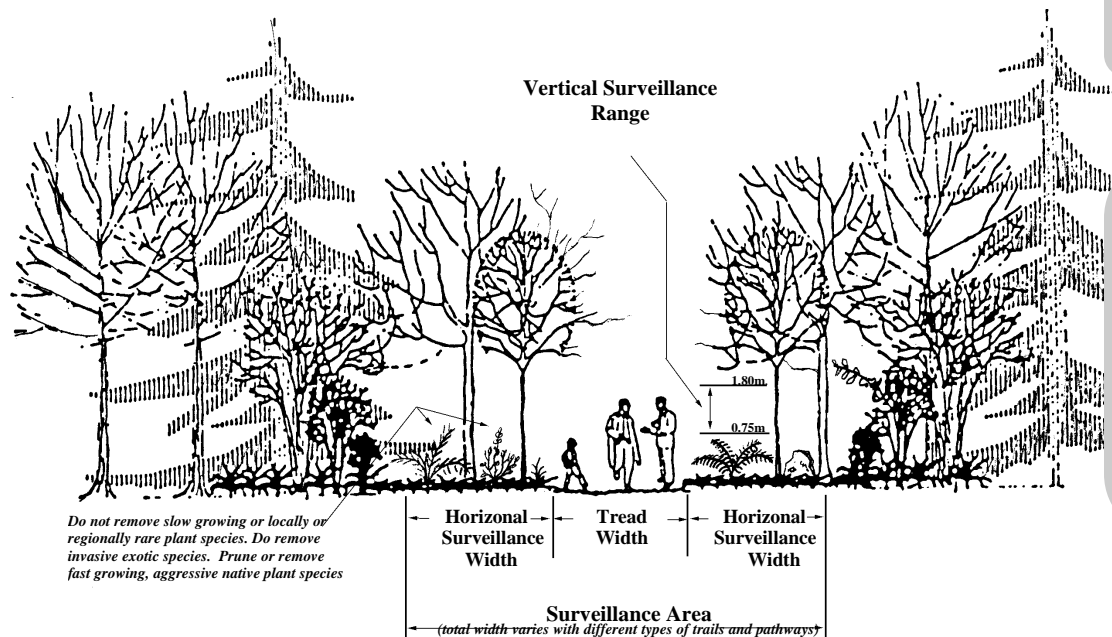 Vertical Surveillance
Range
1.80m
0.75m
Do not remove slow growing or locally or
regionally rare plant species. Do remove
invasive exotic species. Prune or remove
fast growing, aggressive native plant species
Horizonal
Surveillance
Width
Tread
Width
Horizonal
Surveillance
Width
Surveillance Area
(total width varies with different types of trails and pathways)